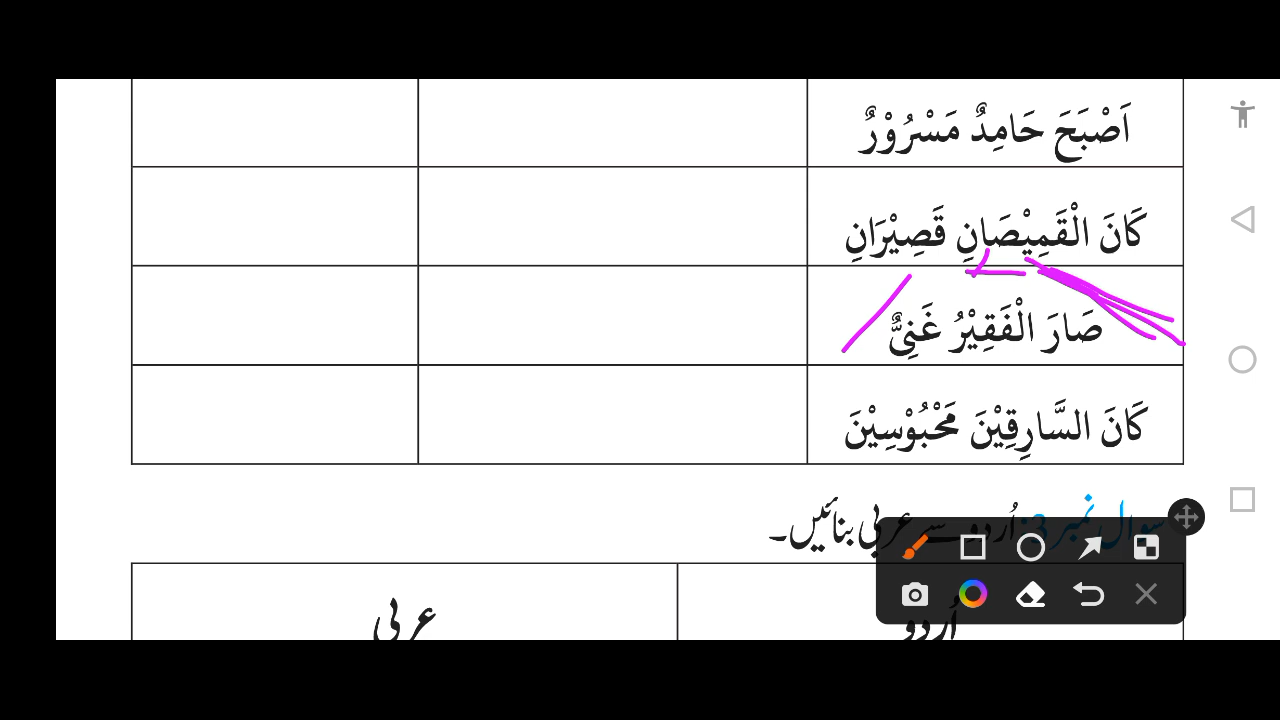 اَصْبَحَ حَامِدٌ مَسْرُوْرٌ
كَانَ الْقَمِيْصَانِ قَصِيْرَانِ
صَارَ الْفَقِيْرُ غَنِیٌّ
كَانَ السَّارِقِيْنَ مَحْبُوْسِيْنَ
سوال نمبر 3: اُردو سے عربی بنائیں۔
اُردو
عربی